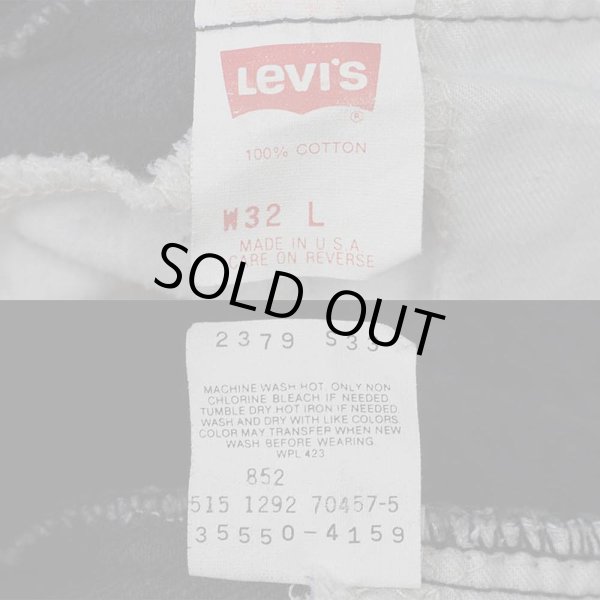 Levi's
®
100% COTTON
W32 L
MADE IN U.S.A
CARE ON REVERSE
SOLD OUT
2379 S33
MACHINE WASH HOT. ONLY NON
CHLORINE BLEACH IF NEEDED
TUMBLE DRY. HOT IRON IF NEEDED.
WASH AND DRY WITH LIKE COLORS.
COLOR MAY TRANSFER WHEN NEW
WASH BEFORE WEARING.
WPL 423
852
515 1292 70457-5
35550-4159